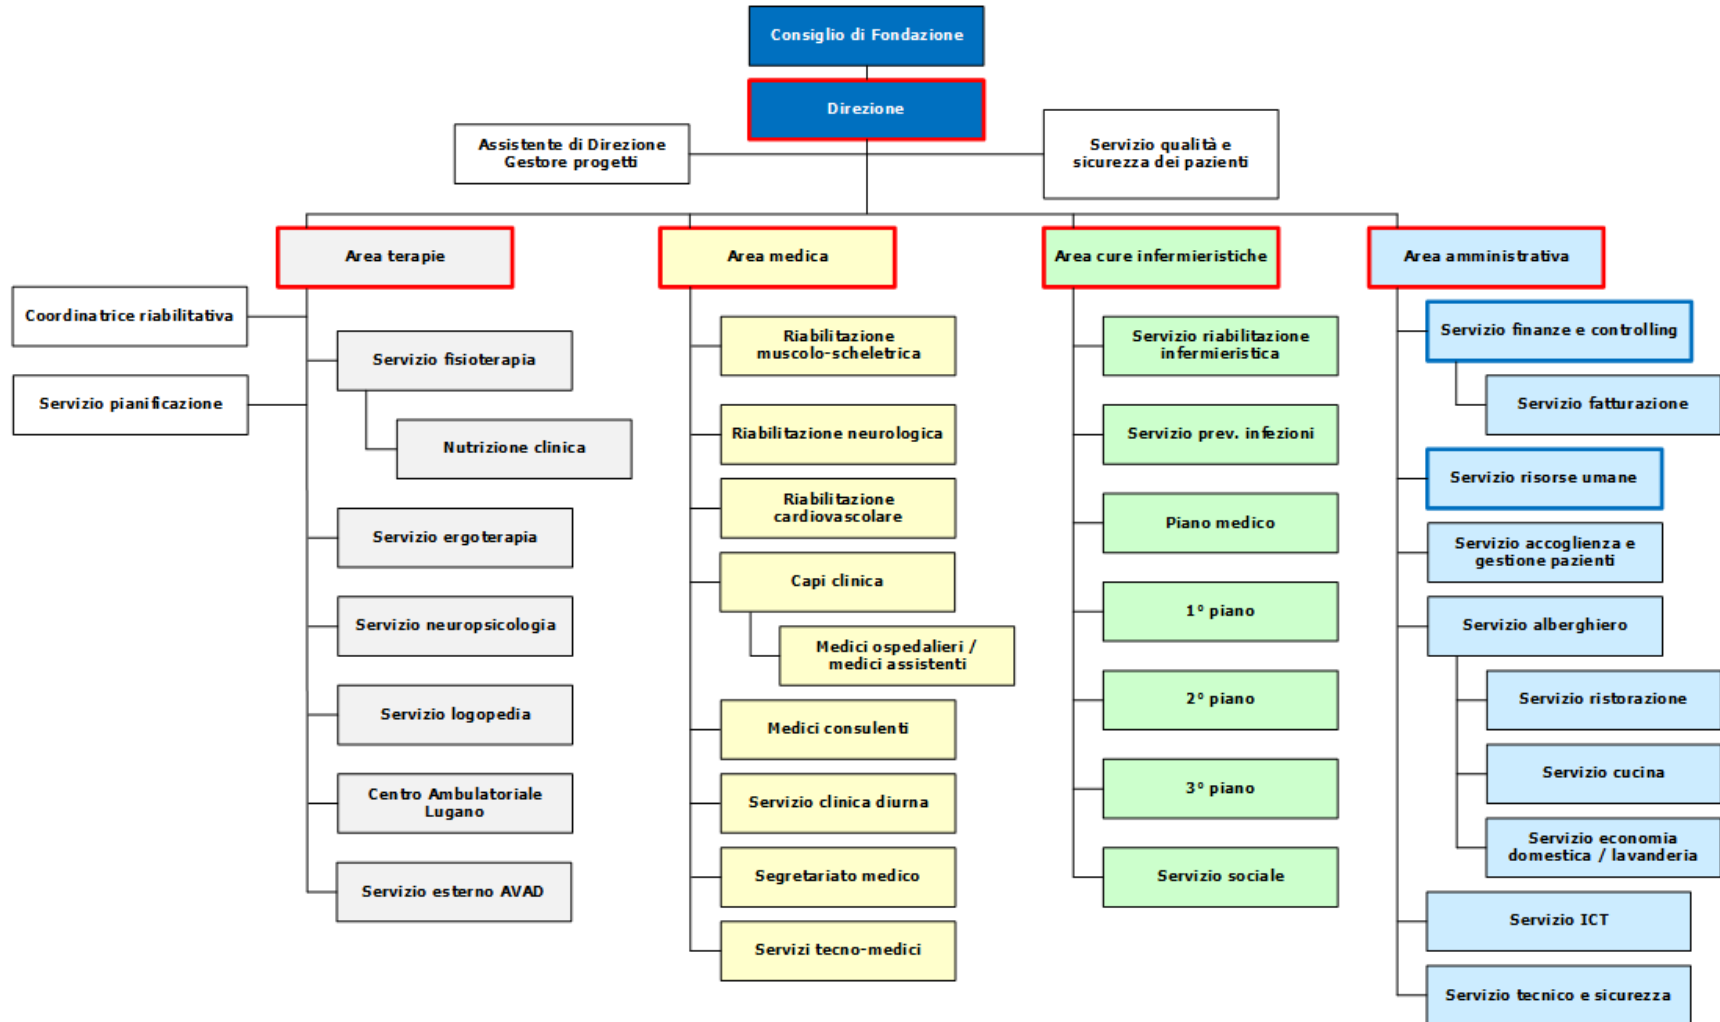 Consiglio di Fondazione
Direzione
Assistente di Direzione
Gestore progetti
Servizio qualità e
sicurezza dei pazienti
Area terapie
Coordinatrice riabilitativa
Servizio pianificazione
Servizio fisioterapia
Nutrizione clinica
Servizio ergoterapia
Servizio neuropsicologia
Servizio logopedia
Centro Ambulatoriale
Lugano
Servizio esterno AVAD
Area medica
Riabilitazione
muscolo-scheletrica
Riabilitazione neurologica
Riabilitazione
cardiovascolare
Capi clinica
Medici ospedalieri /
medici assistenti
Medici consulenti
Servizio clinica diurna
Segretariato medico
Servizi tecno-medici
Area cure infermieristiche
Servizio riabilitazione
infermieristica
Servizio prev. infezioni
Piano medico
1° piano
2° piano
3° piano
Servizio sociale
Area amministrativa
Servizio finanze e controlling
Servizio fatturazione
Servizio risorse umane
Servizio accoglienza e
gestione pazienti
Servizio alberghiero
Servizio ristorazione
Servizio cucina
Servizio economia
domestica / lavanderia
Servizio ICT
Servizio tecnico e sicurezza